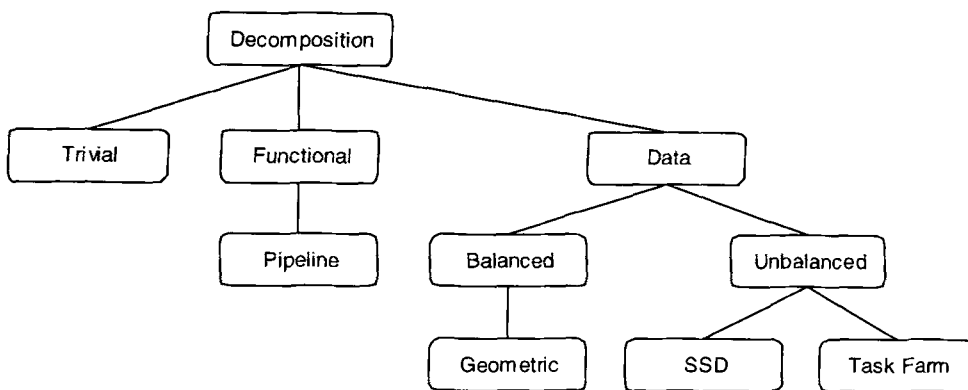 Decomposition
Trivial
Functional
Data
Pipeline
Balanced
Unbalanced
Geometric
SSD
Task Farm